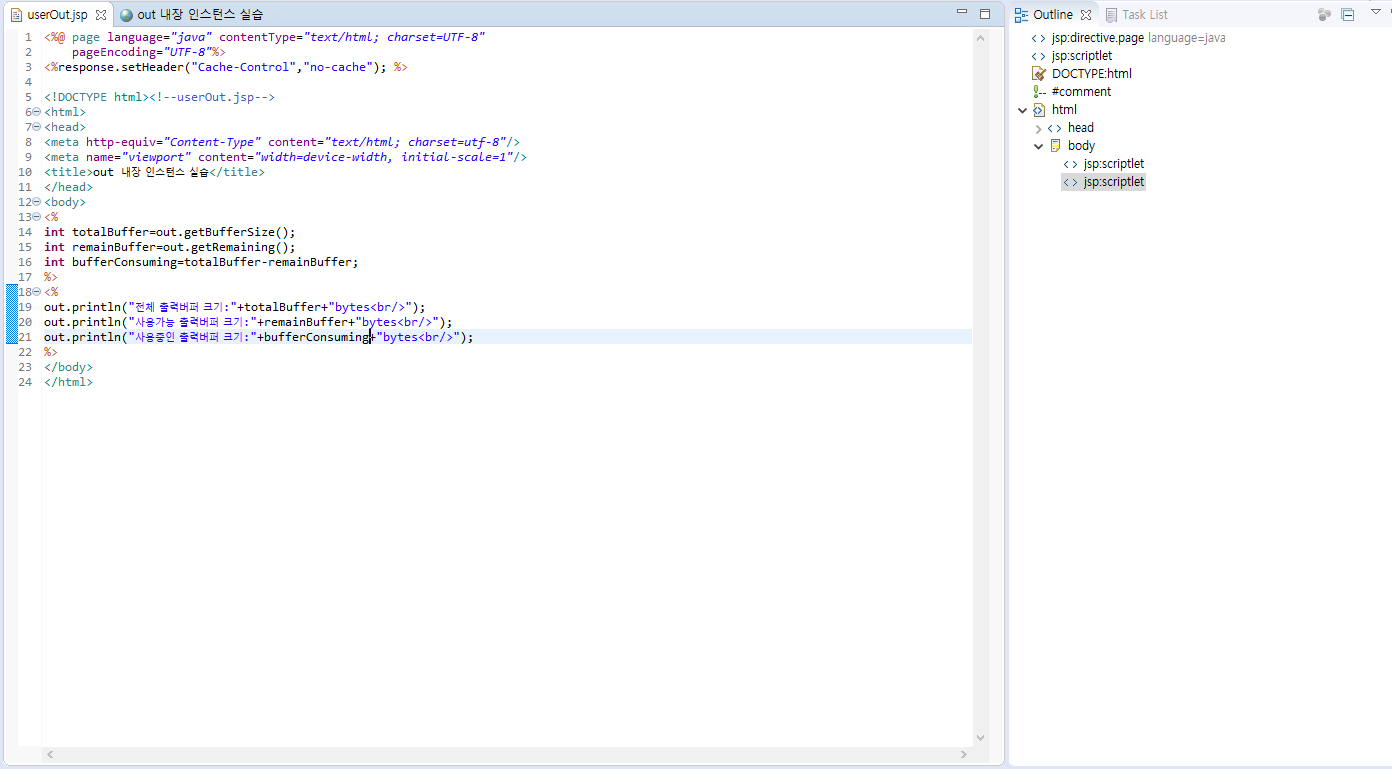 userOut.jsp
out 내장 인스턴스 실습
1 <%@ page language="java" contentType="text/html; charset=UTF-8"
2 pageEncoding="UTF-8"%>
3 <%response.setHeader("Cache-Control","no-cache"); %>
4
5 <!DOCTYPE html><!--userOut.jsp-->
6 <html>
7 <head>
8 <meta http-equiv="Content-Type" content="text/html; charset=utf-8"/>
9 <meta name="viewport" content="width=device-width, initial-scale=1"/>
10 <title>out 내장 인스턴스 실습</title>
11 </head>
12 <body>
13 <%
14 int totalBuffer=out.getBufferSize();
15 int remainBuffer=out.getRemaining();
16 int bufferConsuming=totalBuffer-remainBuffer;
17 %>
18 <%
19 out.println("전체 출력버퍼 크기:"+totalBuffer+"bytes<br/>");
20 out.println("사용가능 출력버퍼 크기:"+remainBuffer+"bytes<br/>");
21 out.println("사용중인 출력버퍼 크기:"+bufferConsuming+"bytes<br/>");
22 %>
23 </body>
24 </html>
Outline
Task List
jsp:directive.page language=java
jsp:scriptlet
DOCTYPE:html
#comment
html
head
body
jsp:scriptlet
jsp:scriptlet